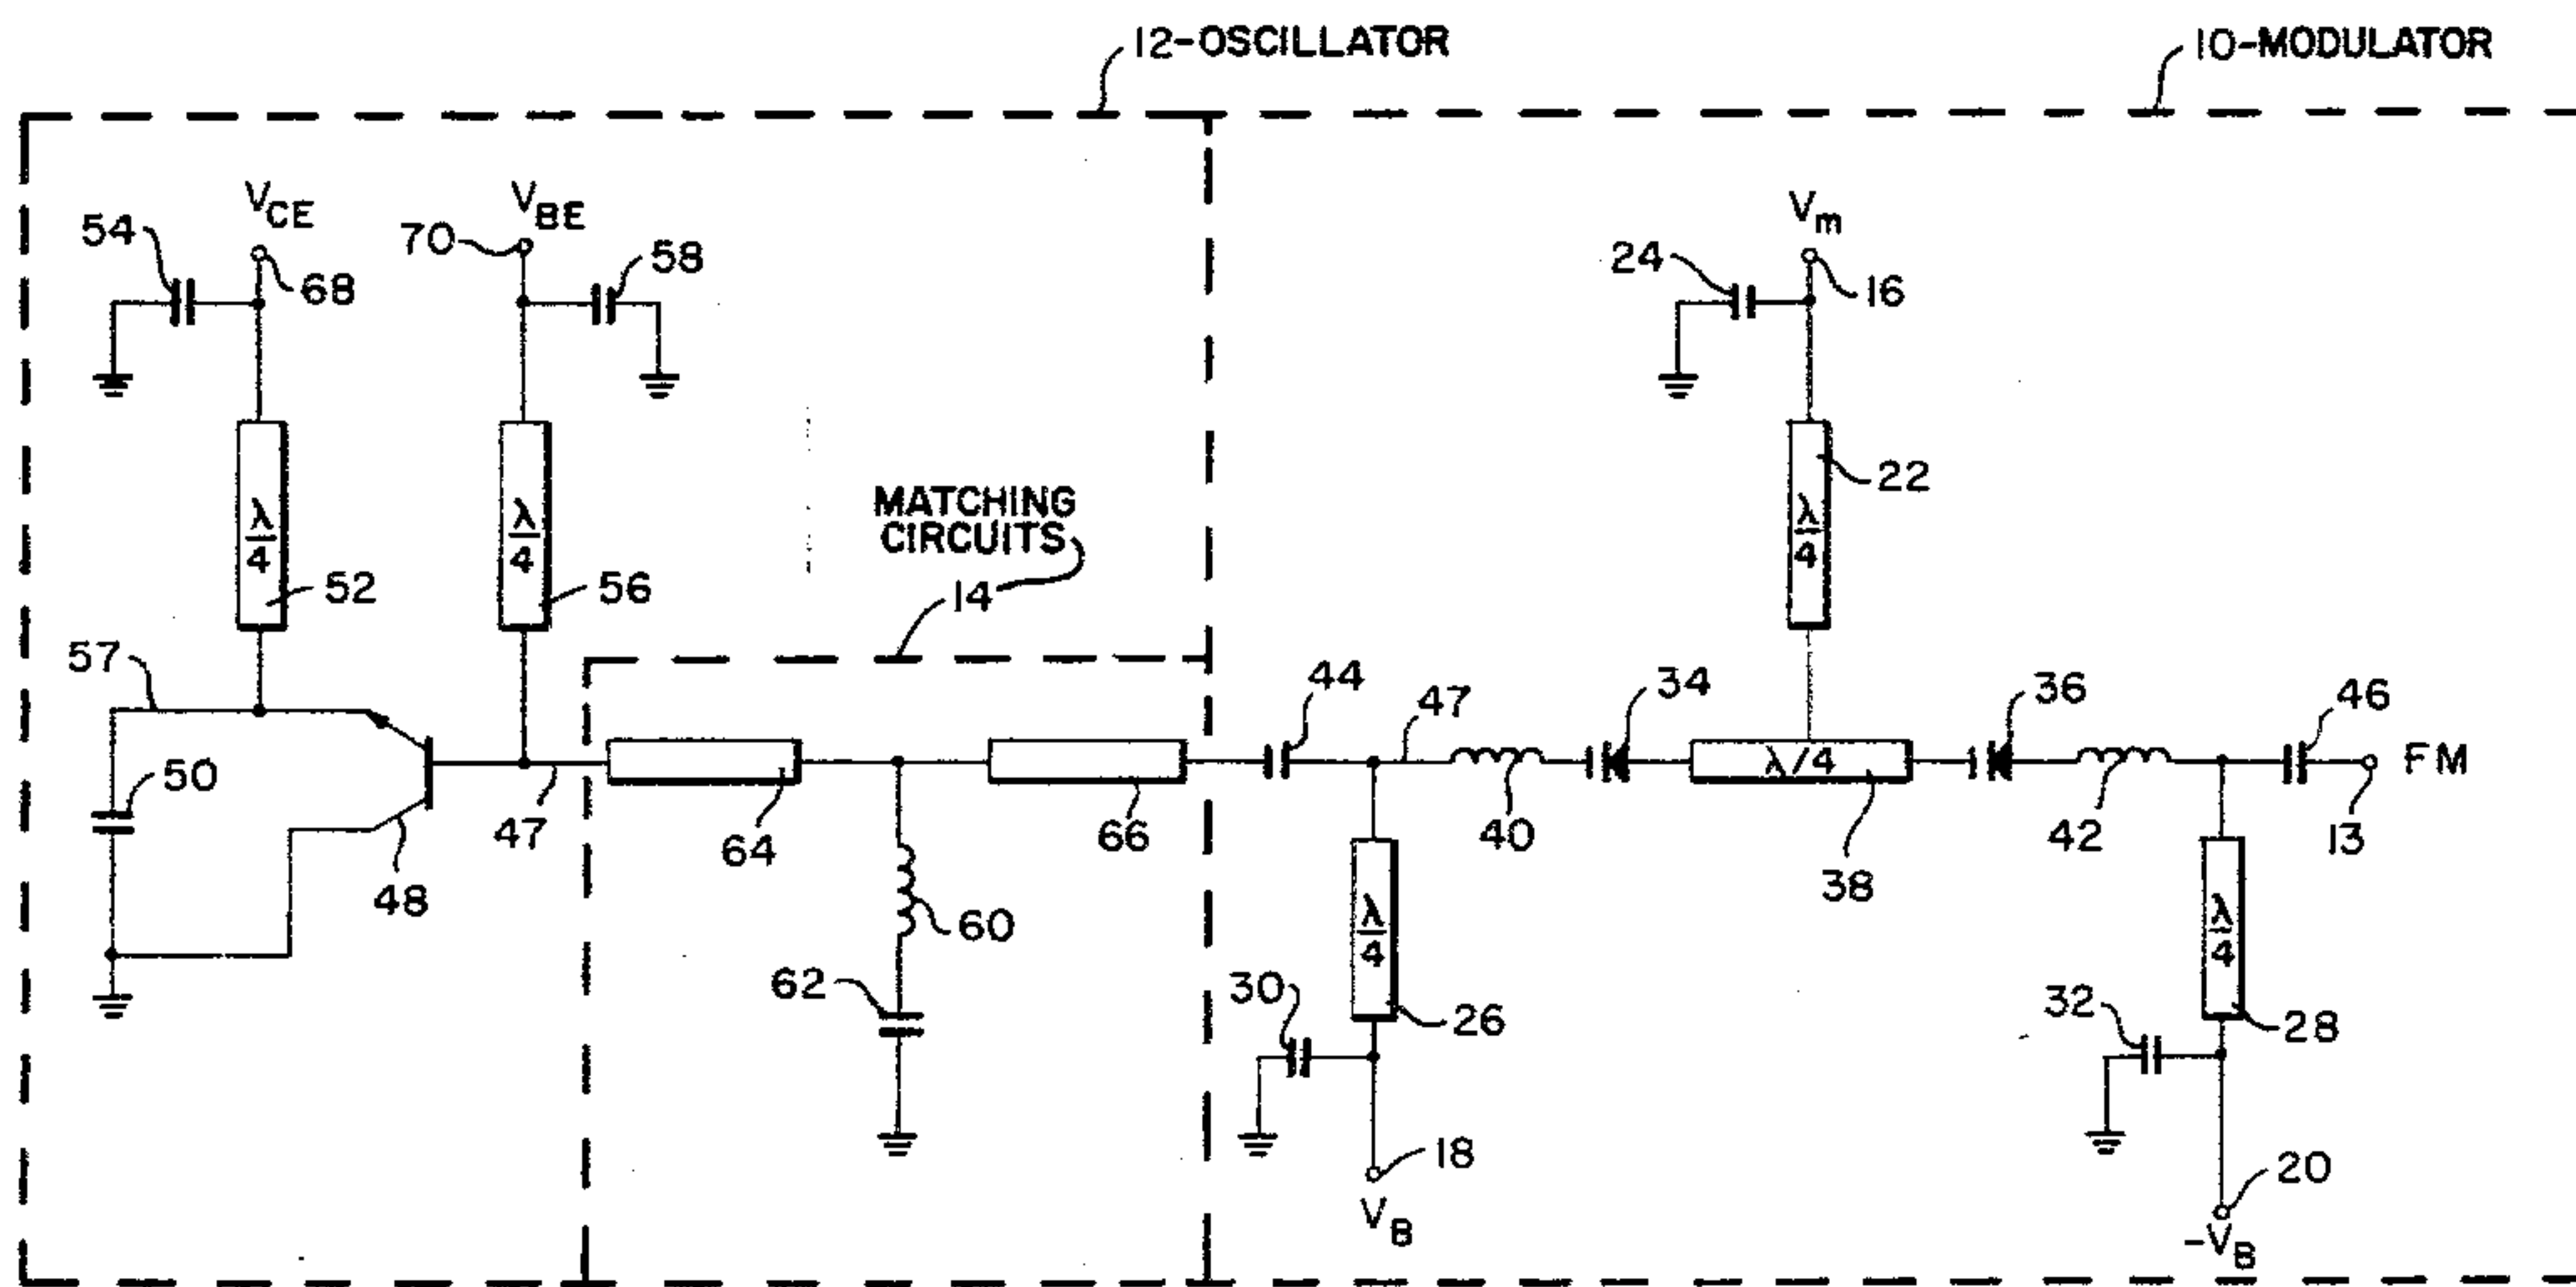 12-OSCILLATOR
10-MODULATOR
V_CE
V_BE
V_m
54
68
70
58
24
16
λ/4
52
λ/4
56
MATCHING
CIRCUITS
14
λ/4
22
57
50
48
47
64
60
62
66
44
47
40
34
λ/4
38
36
42
46
FM
13
λ/4
26
30
18
V_B
λ/4
28
32
20
-V_B